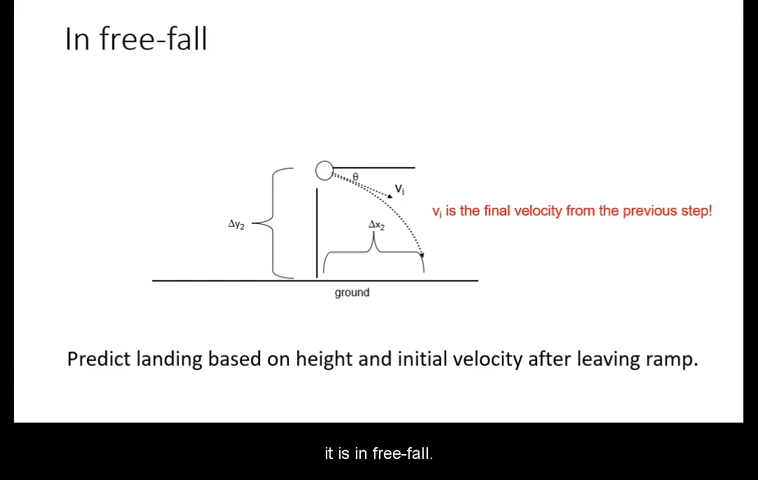 In free-fall
θ
Vᵢ
vᵢ is the final velocity from the previous step!
Δy₂
Δx₂
ground
Predict landing based on height and initial velocity after leaving ramp.
it is in free-fall.